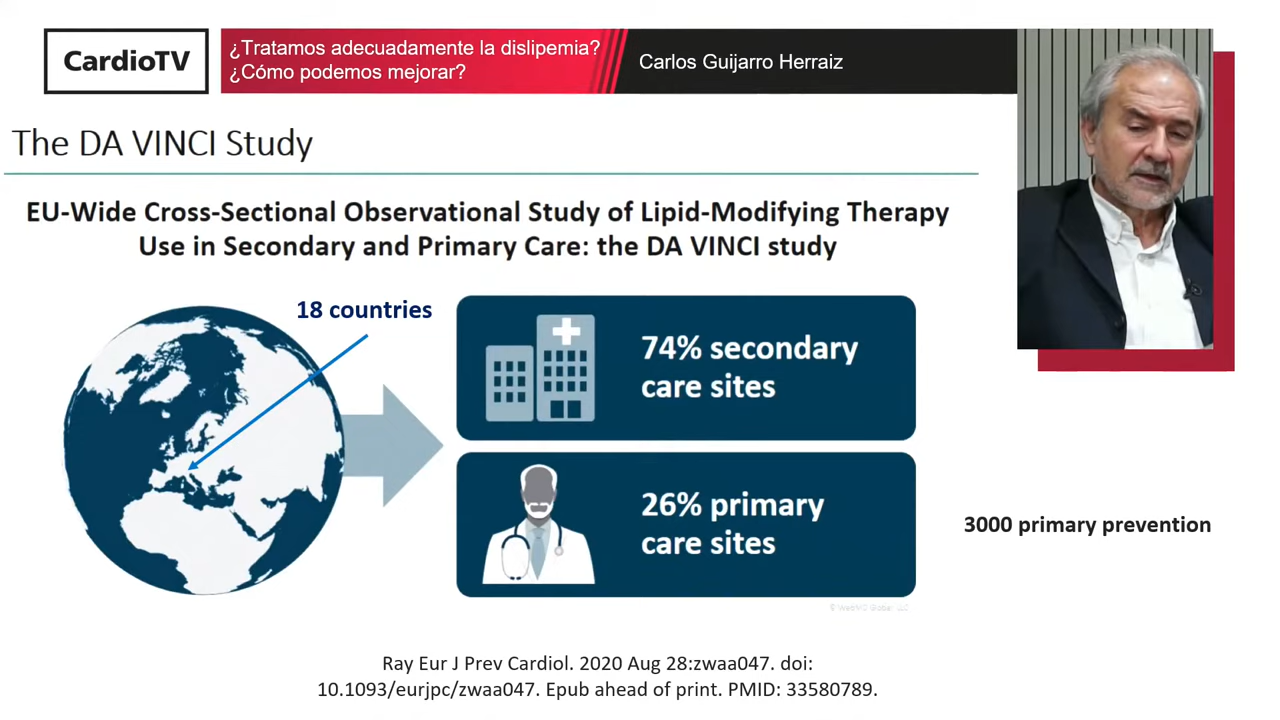 CardioTV
¿Tratamos adecuadamente la dislipemia?
¿Cómo podemos mejorar?
Carlos Guijarro Herraiz
The DA VINCI Study
EU-Wide Cross-Sectional Observational Study of Lipid-Modifying Therapy
Use in Secondary and Primary Care: the DA VINCI study
18 countries
74% secondary
care sites
26% primary
care sites
3000 primary prevention
© WebMD Global, LLC
Ray Eur J Prev Cardiol. 2020 Aug 28:zwaa047. doi:
10.1093/eurjpc/zwaa047. Epub ahead of print. PMID: 33580789.